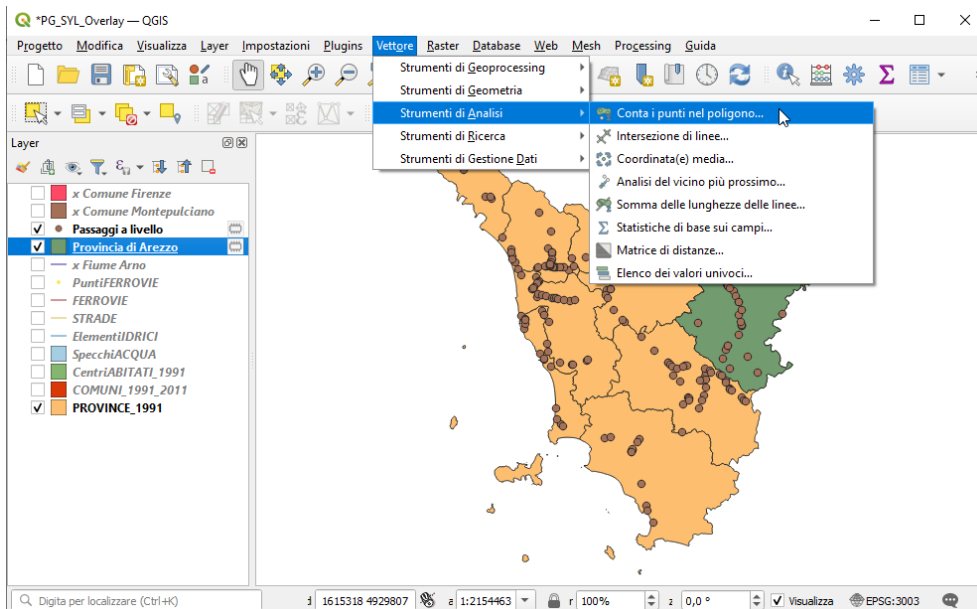 *PG_SYL_Overlay — QGIS
Progetto Modifica Visualizza Layer Impostazioni Plugins Vettore Raster Database Web Mesh Processing Guida
Strumenti di Geoprocessing
Strumenti di Geometria
Strumenti di Analisi
Strumenti di Ricerca
Strumenti di Gestione Dati
Conta i punti nel poligono...
Intersezione di linee...
Coordinata(e) media...
Analisi del vicino più prossimo...
Somma delle lunghezze delle linee...
Statistiche di base sui campi...
Matrice di distanze...
Elenco dei valori univoci...
Layer
x Comune Firenze
x Comune Montepulciano
Passaggi a livello
Provincia di Arezzo
x Fiume Arno
PuntiFERROVIE
FERROVIE
STRADE
ElementiIDRICI
SpecchiACQUA
CentriABITATI_1991
COMUNI_1991_2011
PROVINCE_1991
Digita per localizzare (Ctrl+K) 1615318 4929807 a 1:2154463 r 100% z 0,0 ° Visualizza EPSG:3003